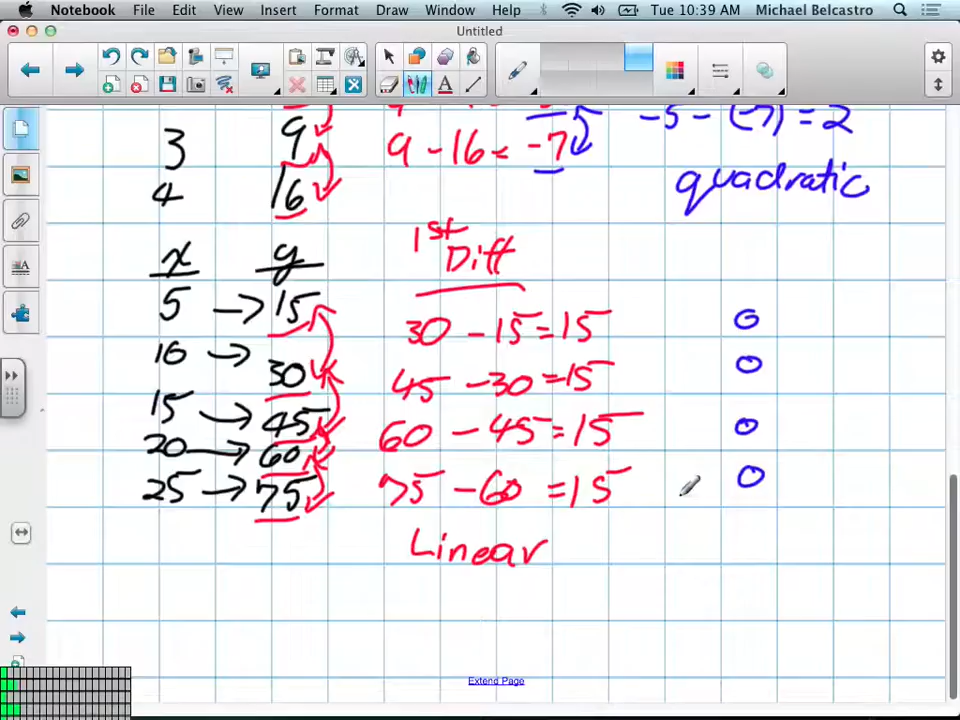 Notebook File Edit View Insert Format Draw Window Help Tue 10:39 AM Michael Belcastro
Untitled
-5 - (-7) = 2
3 9 9 - 16 = -7
4 16 quadratic
x y 1st Diff
5 → 15 30 - 15 = 15 0
10 → 30 45 - 30 = 15 0
15 → 45 60 - 45 = 15 0
20 → 60 75 - 60 = 15 0
25 → 75
Linear
Extend Page